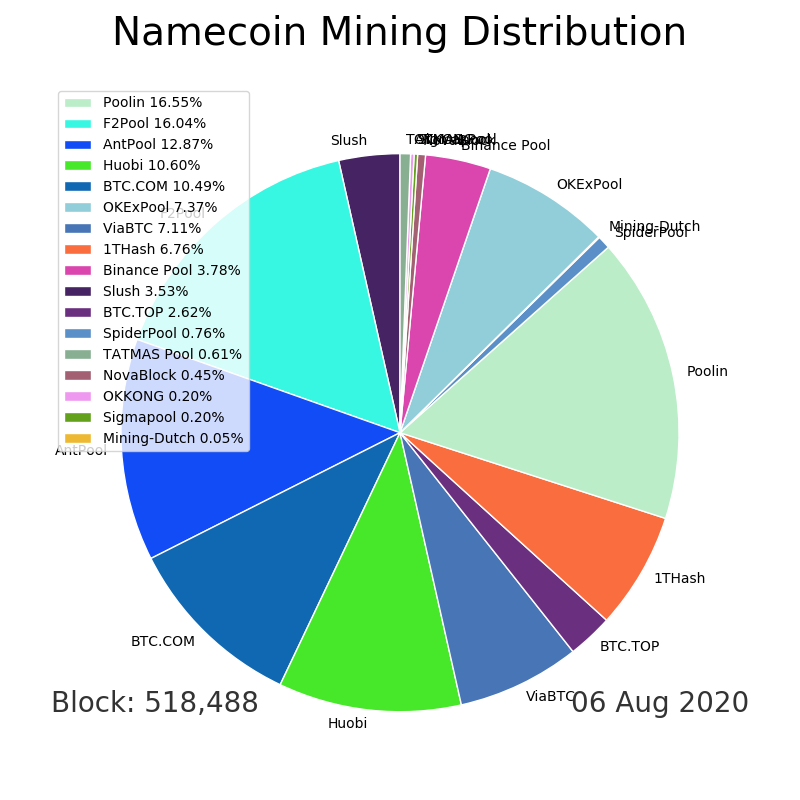 Namecoin Mining Distribution
Poolin 16.55%
F2Pool 16.04%
AntPool 12.87%
Huobi 10.60%
BTC.COM 10.49%
OKExPool 7.37%
ViaBTC 7.11%
1THash 6.76%
Binance Pool 3.78%
Slush 3.53%
BTC.TOP 2.62%
SpiderPool 0.76%
TATMAS Pool 0.61%
NovaBlock 0.45%
OKKONG 0.20%
Sigmapool 0.20%
Mining-Dutch 0.05%
Slush
Binance Pool
OKExPool
Mining-Dutch
SpiderPool
F2Pool
Poolin
AntPool
1THash
BTC.COM
BTC.TOP
ViaBTC
Huobi
Block: 518,488
06 Aug 2020